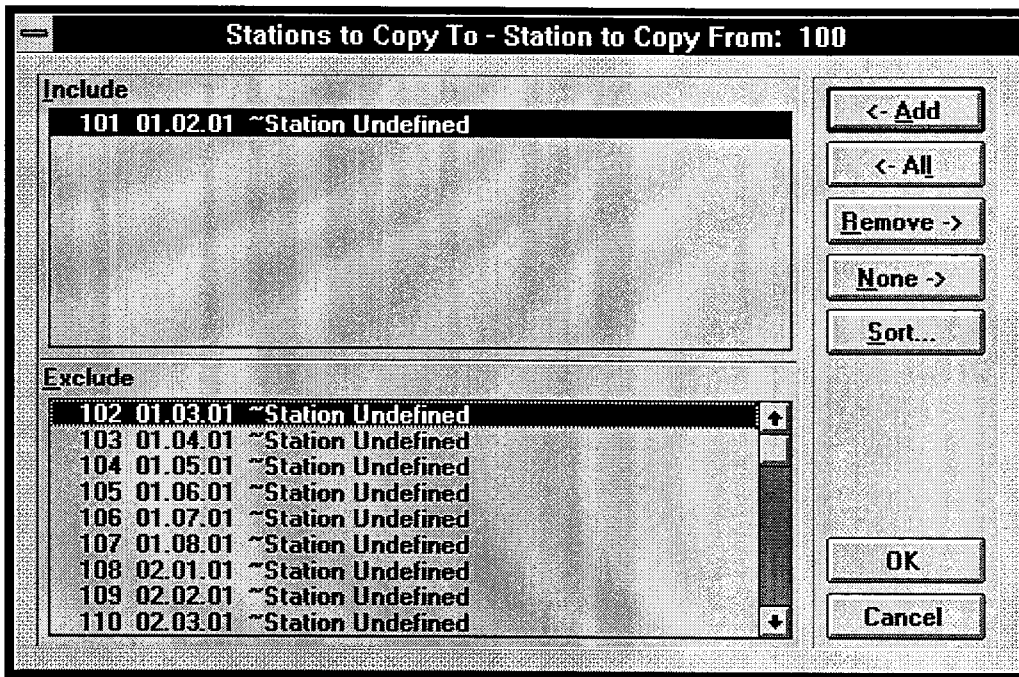 Stations to Copy To - Station to Copy From: 100
Include
101 01.02.01 ~Station Undefined
Exclude
102 01.03.01 ~Station Undefined
103 01.04.01 ~Station Undefined
104 01.05.01 ~Station Undefined
105 01.06.01 ~Station Undefined
106 01.07.01 ~Station Undefined
107 01.08.01 ~Station Undefined
108 02.01.01 ~Station Undefined
109 02.02.01 ~Station Undefined
110 02.03.01 ~Station Undefined
<- Add
<- All
Remove ->
None ->
Sort...
OK
Cancel